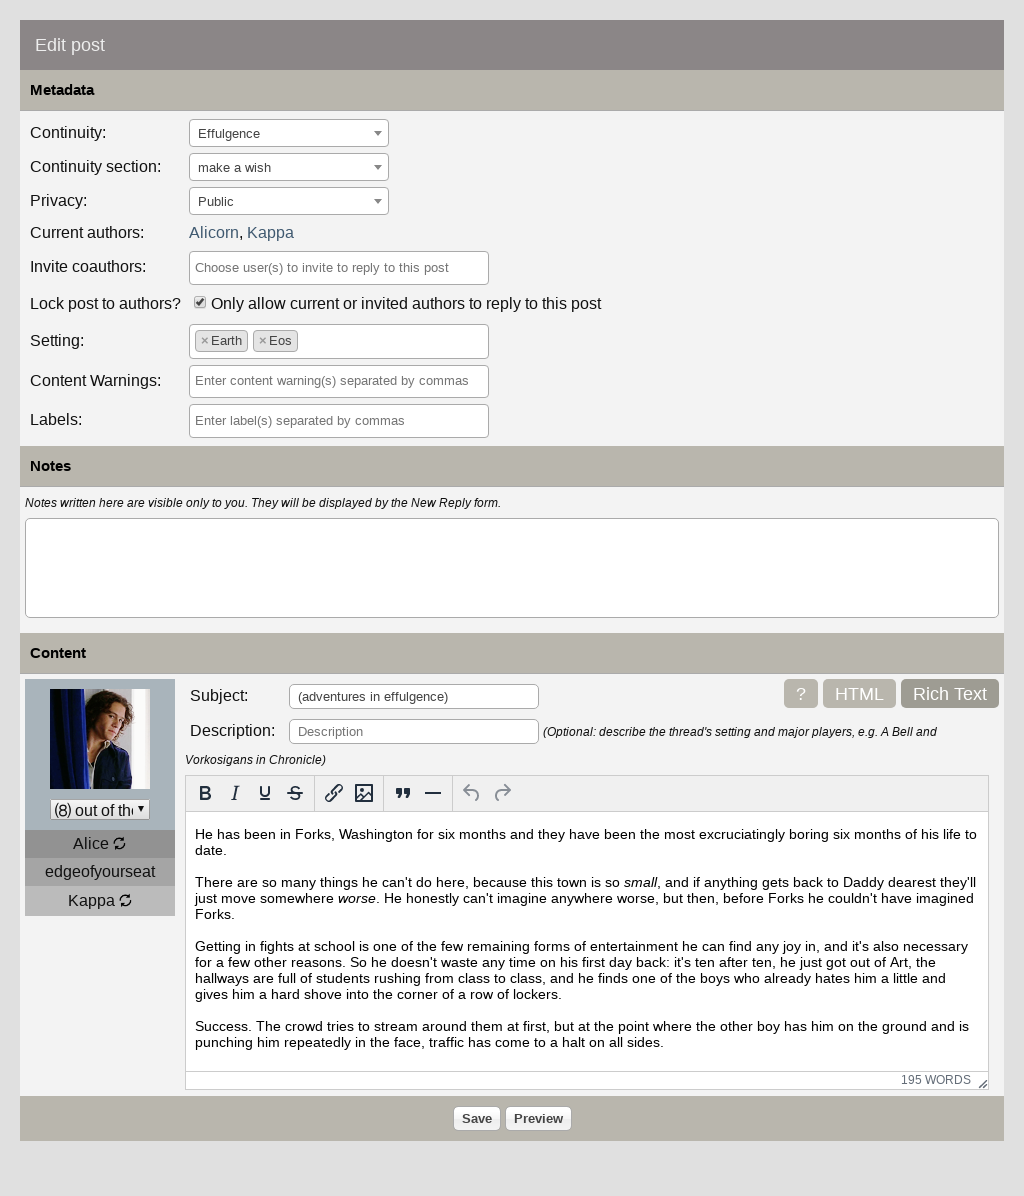 Edit post
Metadata
Continuity: Effulgence
Continuity section: make a wish
Privacy: Public
Current authors: Alicorn, Kappa
Invite coauthors: Choose user(s) to invite to reply to this post
Lock post to authors? Only allow current or invited authors to reply to this post
Setting: × Earth × Eos
Content Warnings: Enter content warning(s) separated by commas
Labels: Enter label(s) separated by commas
Notes
Notes written here are visible only to you. They will be displayed by the New Reply form.
Content
(8) out of the
Alice
edgeofyourseat
Kappa
Subject: (adventures in effulgence)
? HTML Rich Text
Description: Description (Optional: describe the thread's setting and major players, e.g. A Bell and
Vorkosigans in Chronicle)
B I U S
He has been in Forks, Washington for six months and they have been the most excruciatingly boring six months of his life to
date.
There are so many things he can't do here, because this town is so small, and if anything gets back to Daddy dearest they'll
just move somewhere worse. He honestly can't imagine anywhere worse, but then, before Forks he couldn't have imagined
Forks.
Getting in fights at school is one of the few remaining forms of entertainment he can find any joy in, and it's also necessary
for a few other reasons. So he doesn't waste any time on his first day back: it's ten after ten, he just got out of Art, the
hallways are full of students rushing from class to class, and he finds one of the boys who already hates him a little and
gives him a hard shove into the corner of a row of lockers.
Success. The crowd tries to stream around them at first, but at the point where the other boy has him on the ground and is
punching him repeatedly in the face, traffic has come to a halt on all sides.
195 WORDS
Save Preview